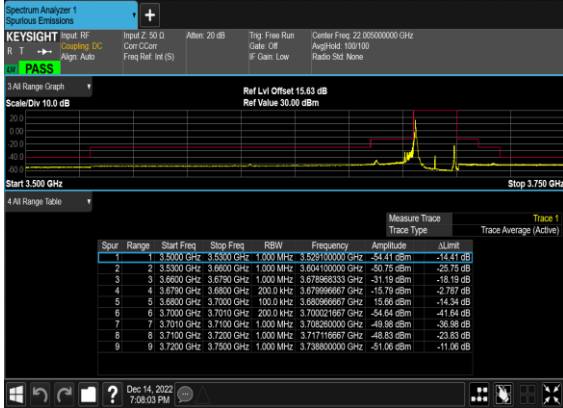 Spectrum Analyzer 1
Spurious Emissions
KEYSIGHT Input: RF Input Z: 50 Ω Atten: 20 dB Trig: Free Run Center Freq: 22.005000000 GHz
R T Coupling: DC Corr CCorr Gate: Off Avg|Hold: 100/100
Align: Auto Freq Ref: Int (S) IF Gain: Low Radio Std: None
PASS
3 All Range Graph
Ref Lvl Offset 15.63 dB
Scale/Div 10.0 dB Ref Value 30.00 dBm
20.0
0.00
-20.0
-40.0
-60.0
Start 3.500 GHz Stop 3.750 GHz
4 All Range Table
Measure Trace Trace 1
Trace Type Trace Average (Active)
Spur Range Start Freq Stop Freq RBW Frequency Amplitude ΔLimit
1 1 3.5000 GHz 3.5300 GHz 1.000 MHz 3.529100000 GHz -54.41 dBm -14.41 dB
2 2 3.5300 GHz 3.6600 GHz 1.000 MHz 3.604100000 GHz -50.75 dBm -25.75 dB
3 3 3.6600 GHz 3.6790 GHz 1.000 MHz 3.678968333 GHz -31.19 dBm -18.19 dB
4 4 3.6790 GHz 3.6800 GHz 200.0 kHz 3.679996667 GHz -15.79 dBm -2.787 dB
5 5 3.6800 GHz 3.7000 GHz 100.0 kHz 3.680966667 GHz 15.66 dBm -14.34 dB
6 6 3.7000 GHz 3.7010 GHz 200.0 kHz 3.700021667 GHz -54.64 dBm -41.64 dB
7 7 3.7010 GHz 3.7100 GHz 1.000 MHz 3.708260000 GHz -49.98 dBm -36.98 dB
8 8 3.7100 GHz 3.7200 GHz 1.000 MHz 3.717116667 GHz -48.83 dBm -23.83 dB
9 9 3.7200 GHz 3.7500 GHz 1.000 MHz 3.738800000 GHz -51.06 dBm -11.06 dB
Dec 14, 2022
7:08:03 PM